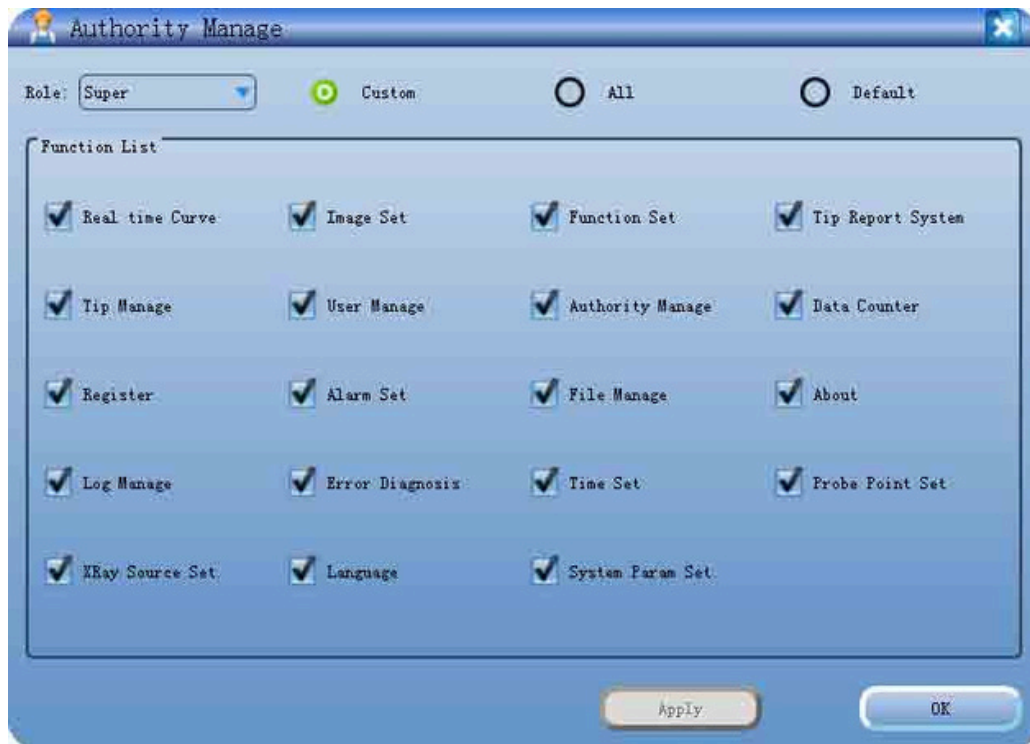 Authority Manage
Role: Super Custom All Default
Function List
Real time Curve Image Set Function Set Tip Report System
Tip Manage User Manage Authority Manage Data Counter
Register Alarm Set File Manage About
Log Manage Error Diagnosis Time Set Probe Point Set
XRay Source Set Language System Param Set
Apply OK